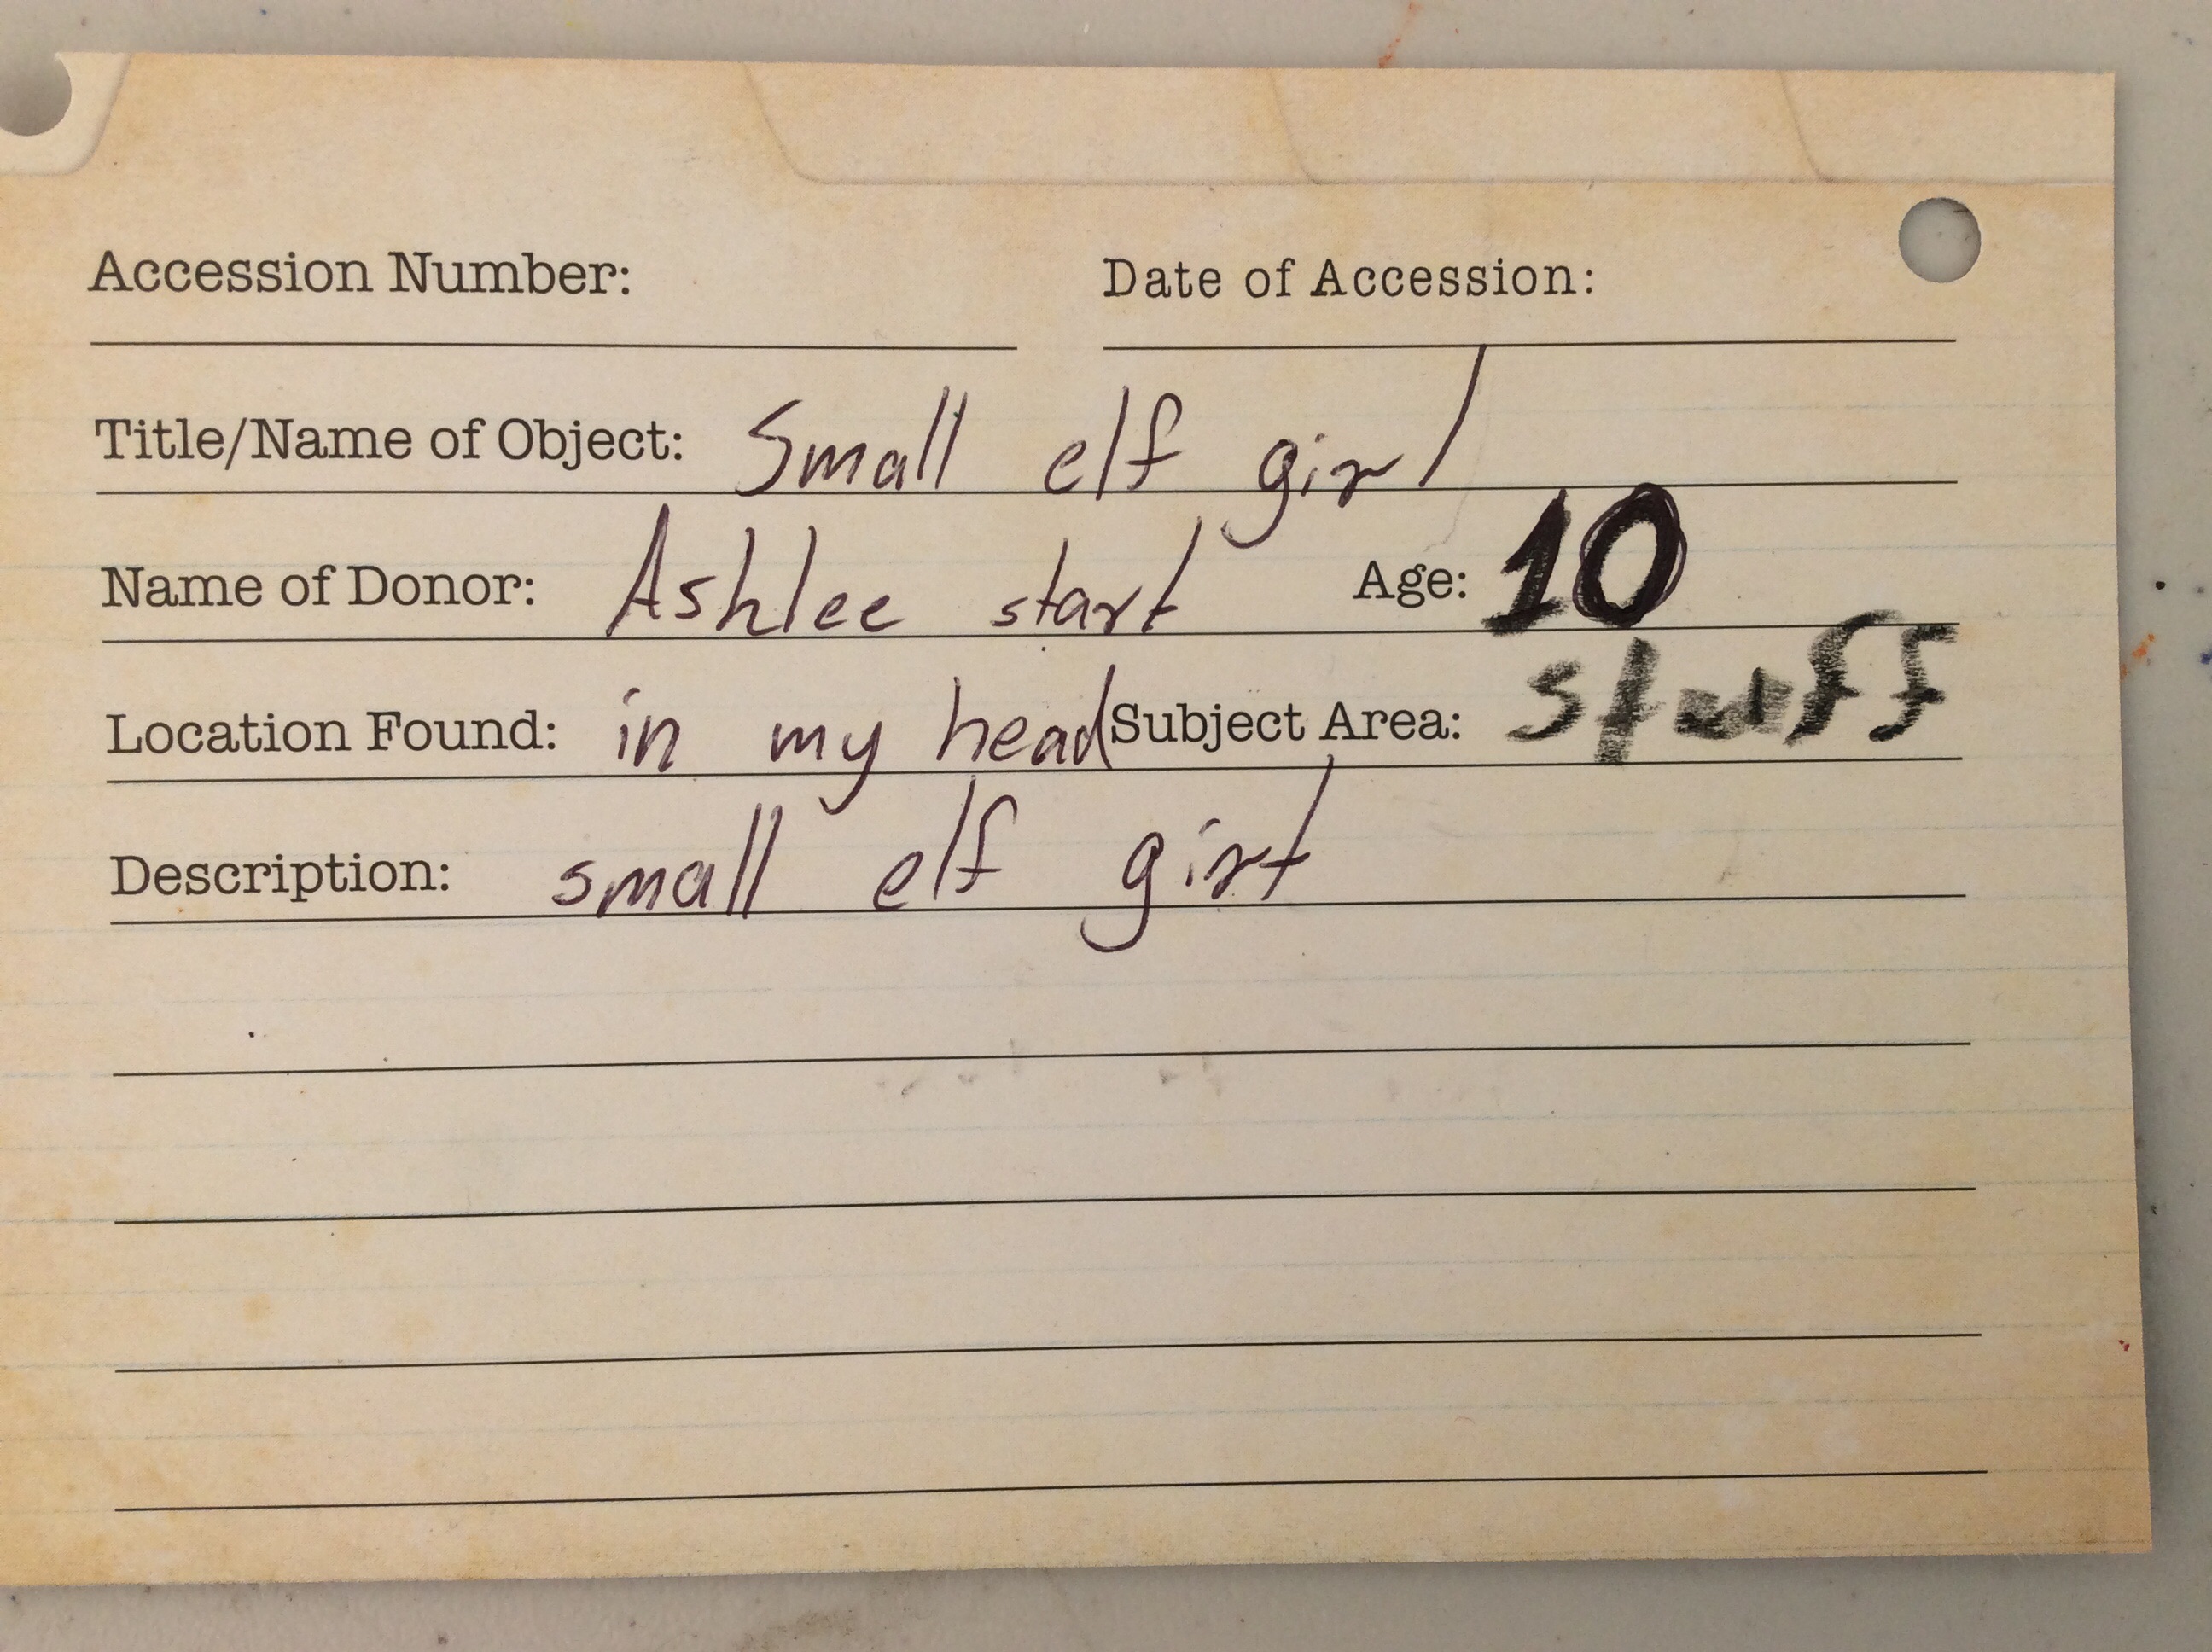 Accession Number: Date of Accession:
Title/Name of Object: Small elf girl
Name of Donor: Ashlee start Age: 10
Location Found: in my head Subject Area: stuff
Description: small elf girl